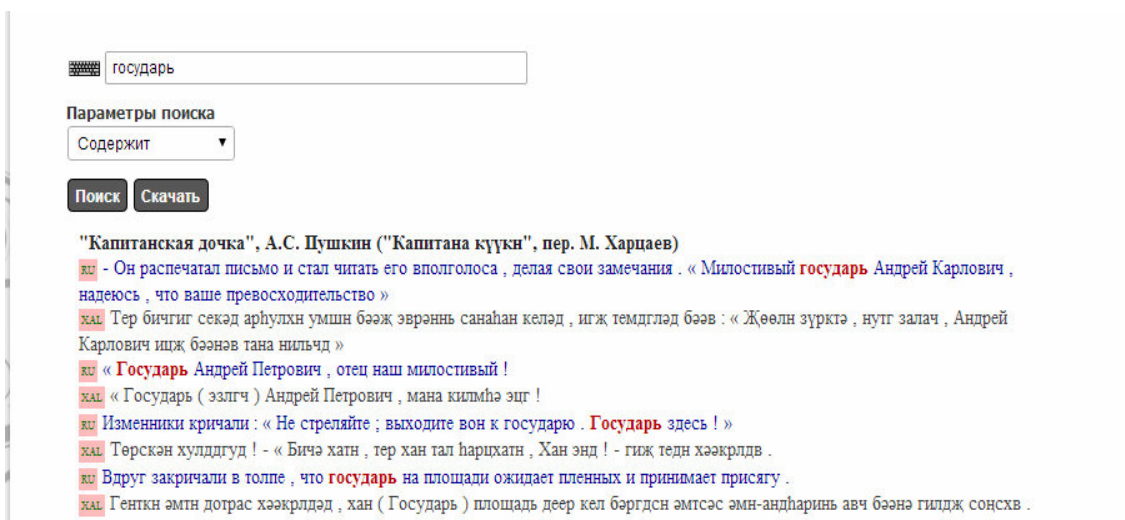 государь
Параметры поиска
Содержит
Поиск Скачать
"Капитанская дочка", А.С. Пушкин ("Капитана күүкн", пер. М. Харцаев)
RU - Он распечатал письмо и стал читать его вполголоса , делая свои замечания . « Милостивый государь Андрей Карлович ,
надеюсь , что ваше превосходительство »
XAL Тер бичгиг секәд арһулхн умшн бәәҗ эврәннь санаһан келәд , игҗ темдгләд бәәв : « Җөөлн зүрктә , нутг залач , Андрей
Карлович ицҗ бәәнәв тана нильчд »
RU « Государь Андрей Петрович , отец наш милостивый !
XAL « Государь ( эзлгч ) Андрей Петрович , мана килмһә эцг !
RU Изменники кричали : « Не стреляйте ; выходите вон к государю . Государь здесь ! »
XAL Төрскән хулддгуд ! - « Бичә хатн , тер хан тал һарцхатн , Хан энд ! - гиҗ тедн хәәкрлдв .
RU Вдруг закричали в толпе , что государь на площади ожидает пленных и принимает присягу .
XAL Генткн әмтн дотрас хәәкрлдәд , хан ( Государь ) площадь деер кел бәргдсн әмтсәс әмн-андһаринь авч бәәнә гилдҗ соңсхв .